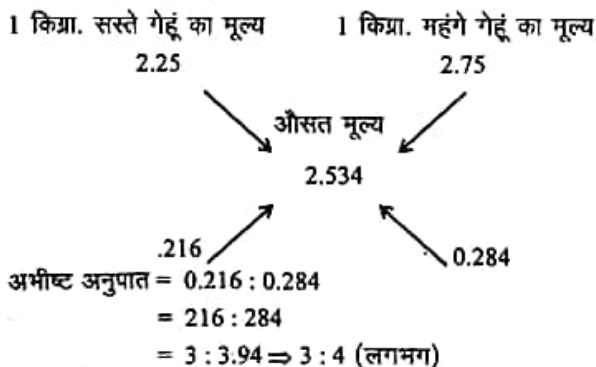 1 किग्रा. सस्ते गेहूं का मूल्य 1 किग्रा. महंगे गेहूं का मूल्य
2.25 2.75
औसत मूल्य
2.534
.216 0.284
अभीष्ट अनुपात = 0.216 : 0.284
= 216 : 284
= 3 : 3.94 ⇒ 3 : 4 (लगभग)